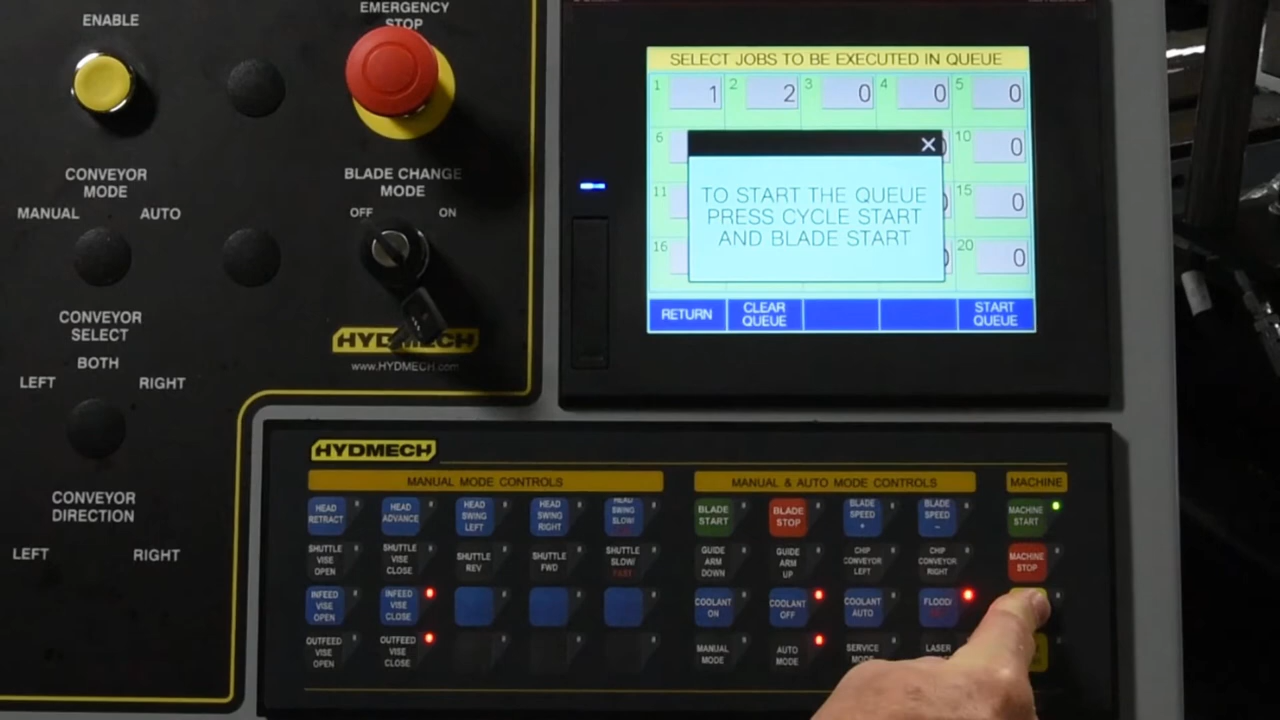 ENABLE
EMERGENCY
STOP
CONVEYOR
MODE
MANUAL
AUTO
BLADE CHANGE
MODE
OFF
ON
CONVEYOR
SELECT
BOTH
LEFT
RIGHT
HYDMECH
www.HYDMECH.com
CONVEYOR
DIRECTION
LEFT
RIGHT
SELECT JOBS TO BE EXECUTED IN QUEUE
1 1 2 2 3 0 4 0 5 0
6 10 0
11 15 0
16 20 0
TO START THE QUEUE
PRESS CYCLE START
AND BLADE START
RETURN
CLEAR
QUEUE
START
QUEUE
HYDMECH
MANUAL MODE CONTROLS
MANUAL & AUTO MODE CONTROLS
MACHINE
HEAD
RETRACT
HEAD
ADVANCE
HEAD
SWING
LEFT
HEAD
SWING
RIGHT
HEAD
SWING
SLOW/
BLADE
START
BLADE
STOP
BLADE
SPEED
+
BLADE
SPEED
-
MACHINE
START
SHUTTLE
VISE
OPEN
SHUTTLE
VISE
CLOSE
SHUTTLE
REV
SHUTTLE
FWD
SHUTTLE
SLOW/
FAST
GUIDE
ARM
DOWN
GUIDE
ARM
UP
CHIP
CONVEYOR
LEFT
CHIP
CONVEYOR
RIGHT
MACHINE
STOP
INFEED
VISE
OPEN
INFEED
VISE
CLOSE
COOLANT
ON
COOLANT
OFF
COOLANT
AUTO
FLOOD/
OUTFEED
VISE
OPEN
OUTFEED
VISE
CLOSE
MANUAL
MODE
AUTO
MODE
SERVICE
MODE
LASER